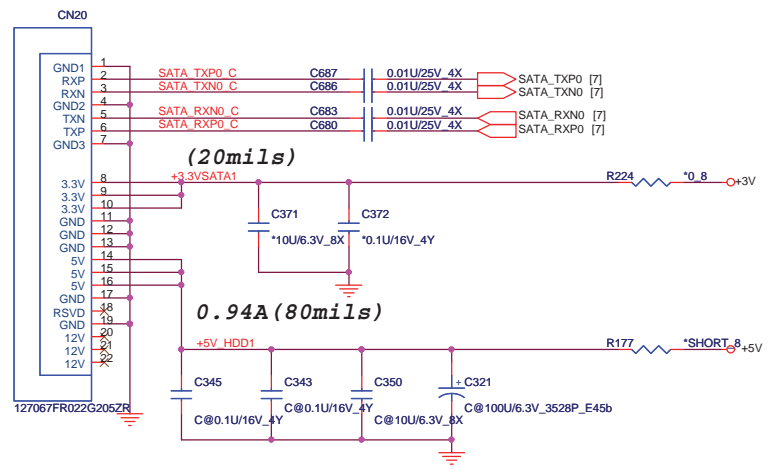 CN20
GND1 1
RXP 2 SATA_TXP0_C C687 0.01U/25V_4X SATA_TXP0 [7]
RXN 3 SATA_TXN0_C C686 0.01U/25V_4X SATA_TXN0 [7]
GND2 4
TXN 5 SATA_RXN0_C C683 0.01U/25V_4X SATA_RXN0 [7]
TXP 6 SATA_RXP0_C C680 0.01U/25V_4X SATA_RXP0 [7]
GND3 7
(20mils)
3.3V 8 +3.3VSATA1 R224 *0_8 +3V
3.3V 9
3.3V 10
GND 11 C371 C372
GND 12
GND 13 *10U/6.3V_8X *0.1U/16V_4Y
5V 14
5V 15
5V 16
GND 17
RSVD 18 0.94A(80mils)
GND 19
12V 20 +5V_HDD1 R177 *SHORT_8 +5V
12V 21
12V 22
C345 C343 C350 + C321
127067FR022G205ZR C@0.1U/16V_4Y C@0.1U/16V_4Y C@10U/6.3V_8X C@100U/6.3V_3528P_E45b